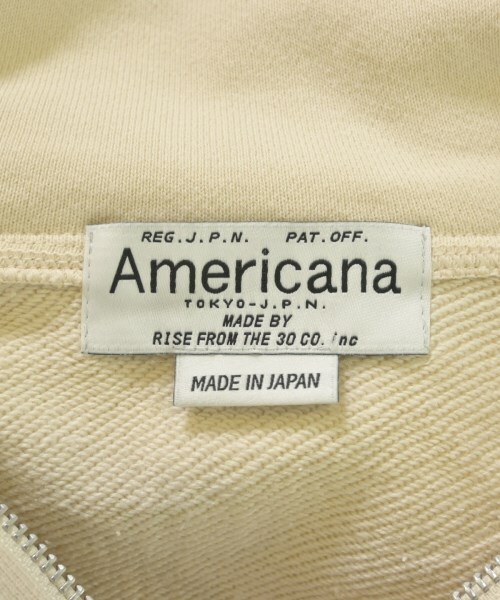 REG.J.P.N. PAT.OFF.
Americana
TOKYO-J.P.N.
MADE BY
RISE FROM THE 30 CO. inc
MADE IN JAPAN